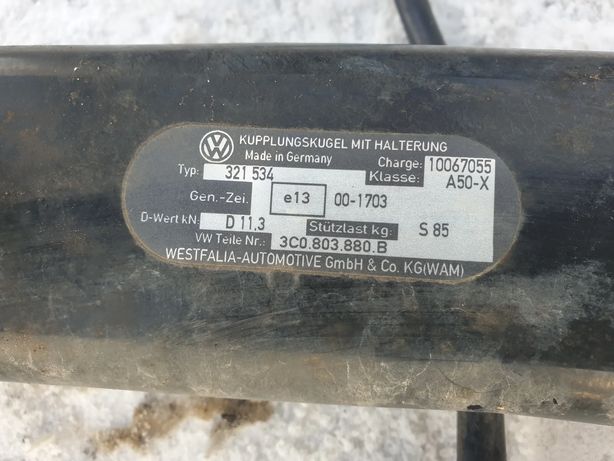 KUPPLUNGSKUGEL MIT HALTERUNG
Made in Germany Charge: 10067055
Typ: 321 534 Klasse: A50-X
Gen.-Zei. e13 00-1703
D-Wert kN: D 11.3 Stützlast kg: S 85
VW Teile Nr.: 3C0.803.880.B
WESTFALIA-AUTOMOTIVE GmbH & Co. KG(WAM)